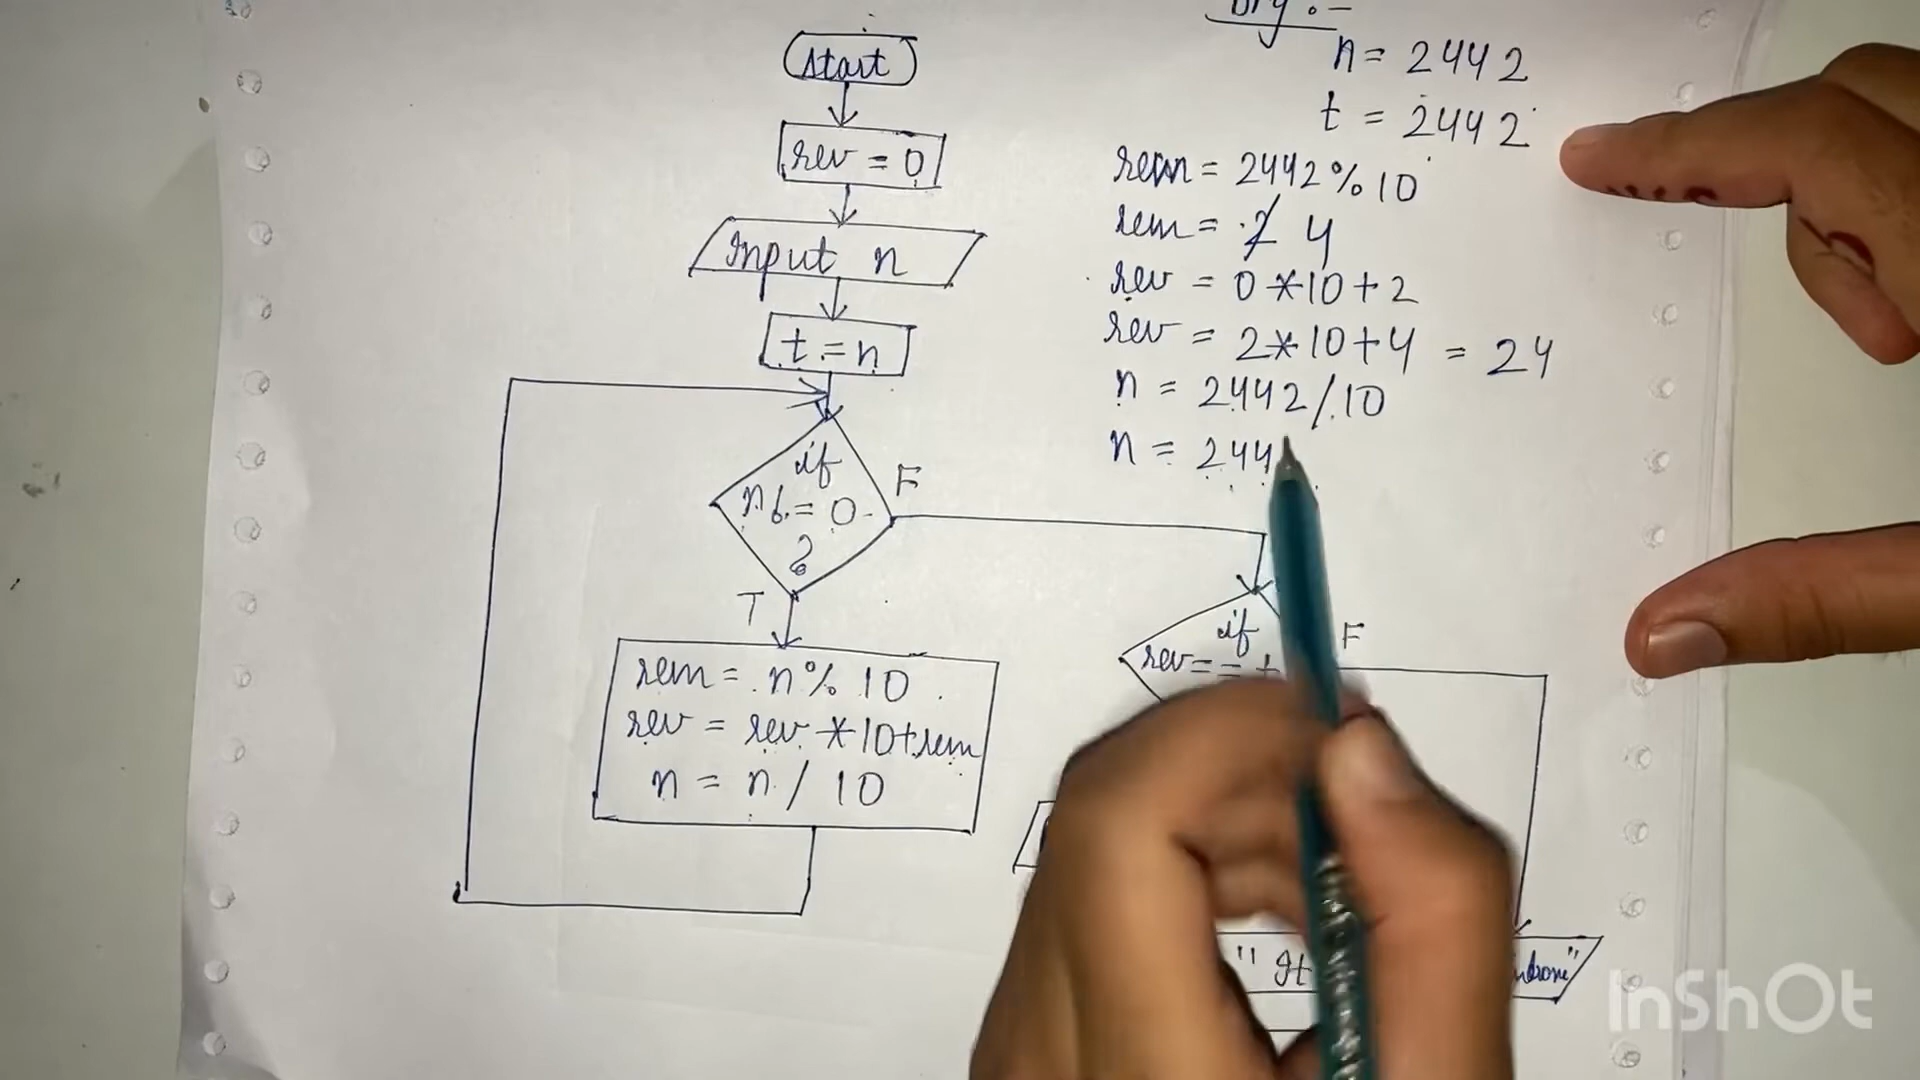 Dry :-
start
rev = 0
Input n
t = n
if
n != 0
?
F
T
rem = n % 10
rev = rev * 10 + rem
n = n / 10
n = 2442
t = 2442
rem = 2442 % 10
rem = 2 4
rev = 0 * 10 + 2
rev = 2 * 10 + 4 = 24
n = 2442 / 10
n = 244
if
rev ==
F
" It
"
InShOt